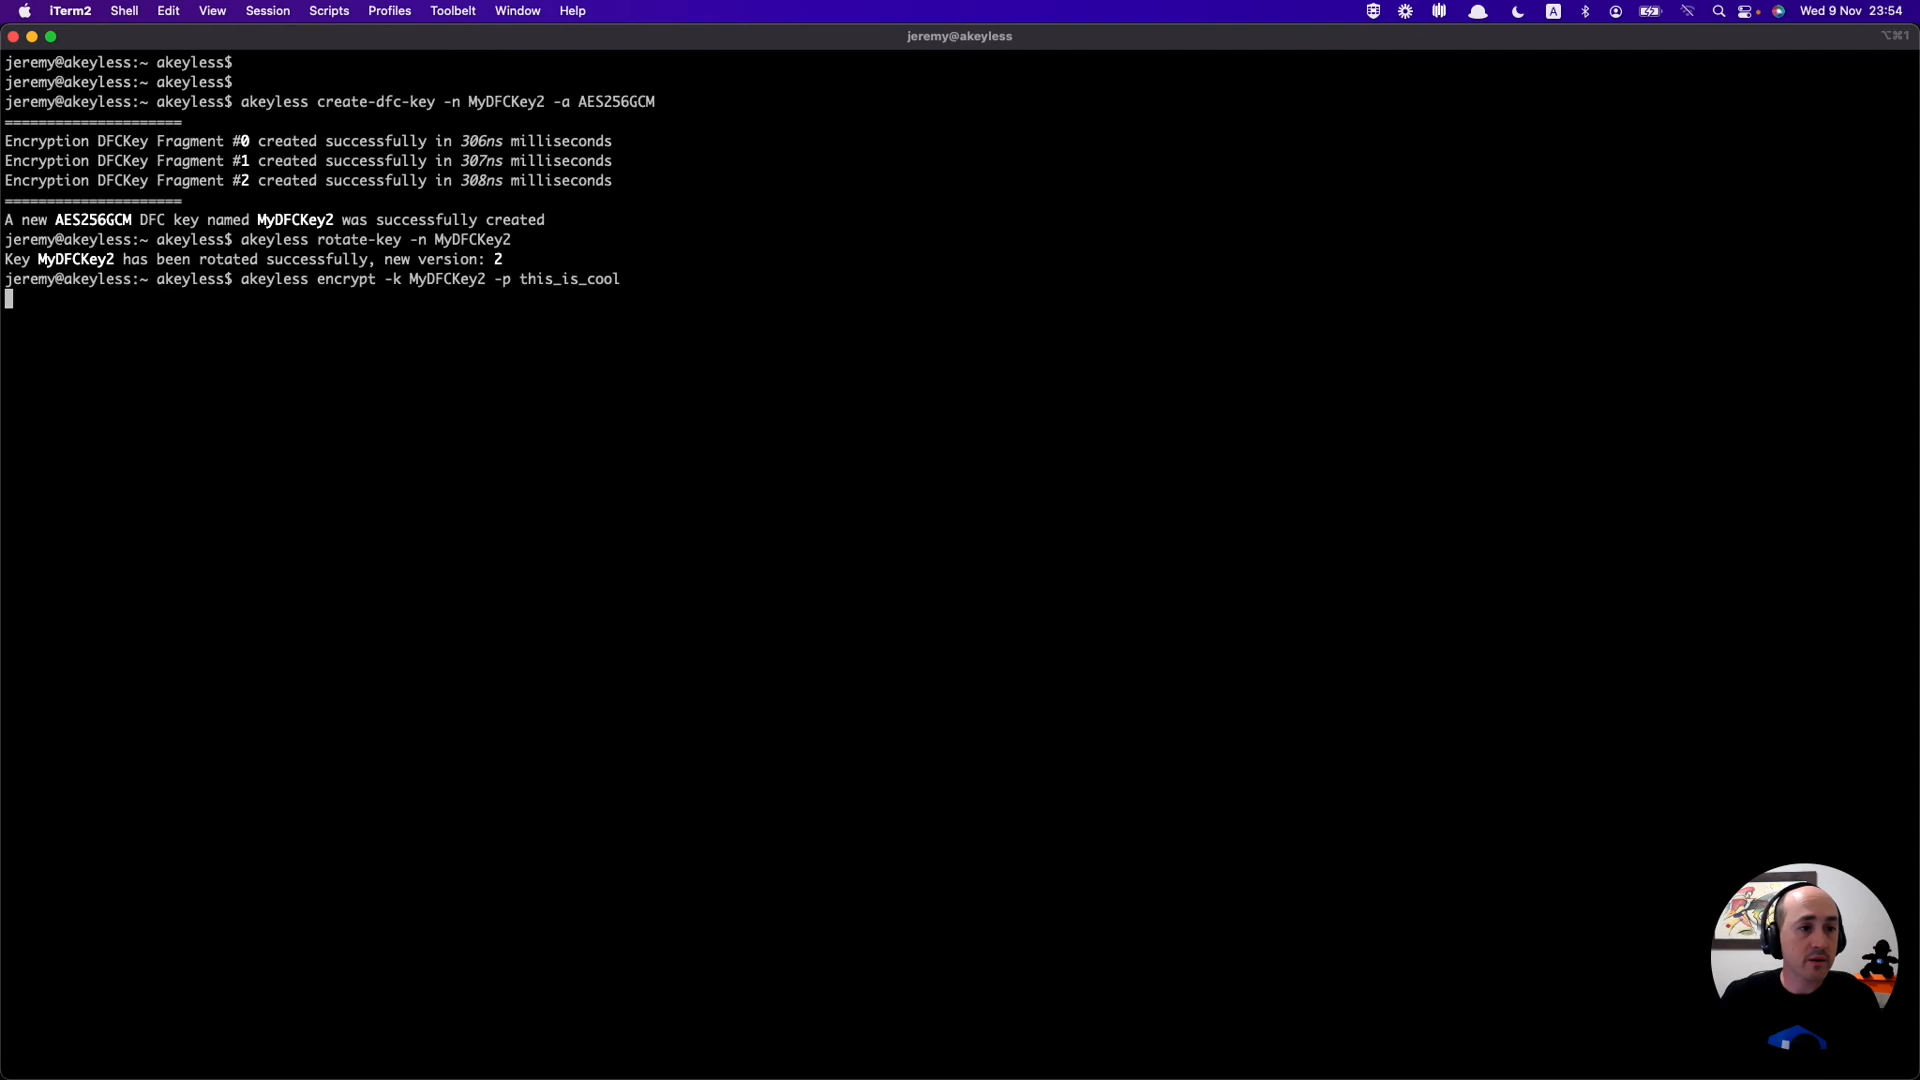 iTerm2 Shell Edit View Session Scripts Profiles Toolbelt Window Help A Wed 9 Nov 23:54
jeremy@akeyless ⌥⌘1
jeremy@akeyless:~ akeyless$
jeremy@akeyless:~ akeyless$
jeremy@akeyless:~ akeyless$ akeyless create-dfc-key -n MyDFCKey2 -a AES256GCM
=====================
Encryption DFCKey Fragment #0 created successfully in 306ns milliseconds
Encryption DFCKey Fragment #1 created successfully in 307ns milliseconds
Encryption DFCKey Fragment #2 created successfully in 308ns milliseconds
=====================
A new AES256GCM DFC key named MyDFCKey2 was successfully created
jeremy@akeyless:~ akeyless$ akeyless rotate-key -n MyDFCKey2
Key MyDFCKey2 has been rotated successfully, new version: 2
jeremy@akeyless:~ akeyless$ akeyless encrypt -k MyDFCKey2 -p this_is_cool